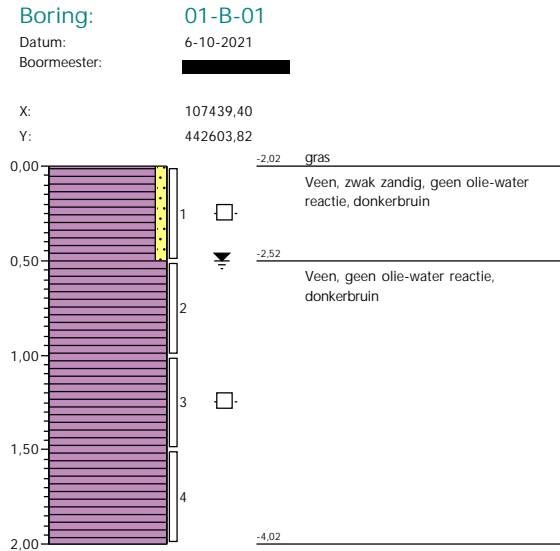 Boring: 01-B-01
Datum: 6-10-2021
Boormeester:
X: 107439,40
Y: 442603,82
0,00
-2,02 gras
Veen, zwak zandig, geen olie-water
reactie, donkerbruin
1
0,50
-2,52
Veen, geen olie-water reactie,
donkerbruin
2
1,00
3
1,50
4
2,00
-4,02